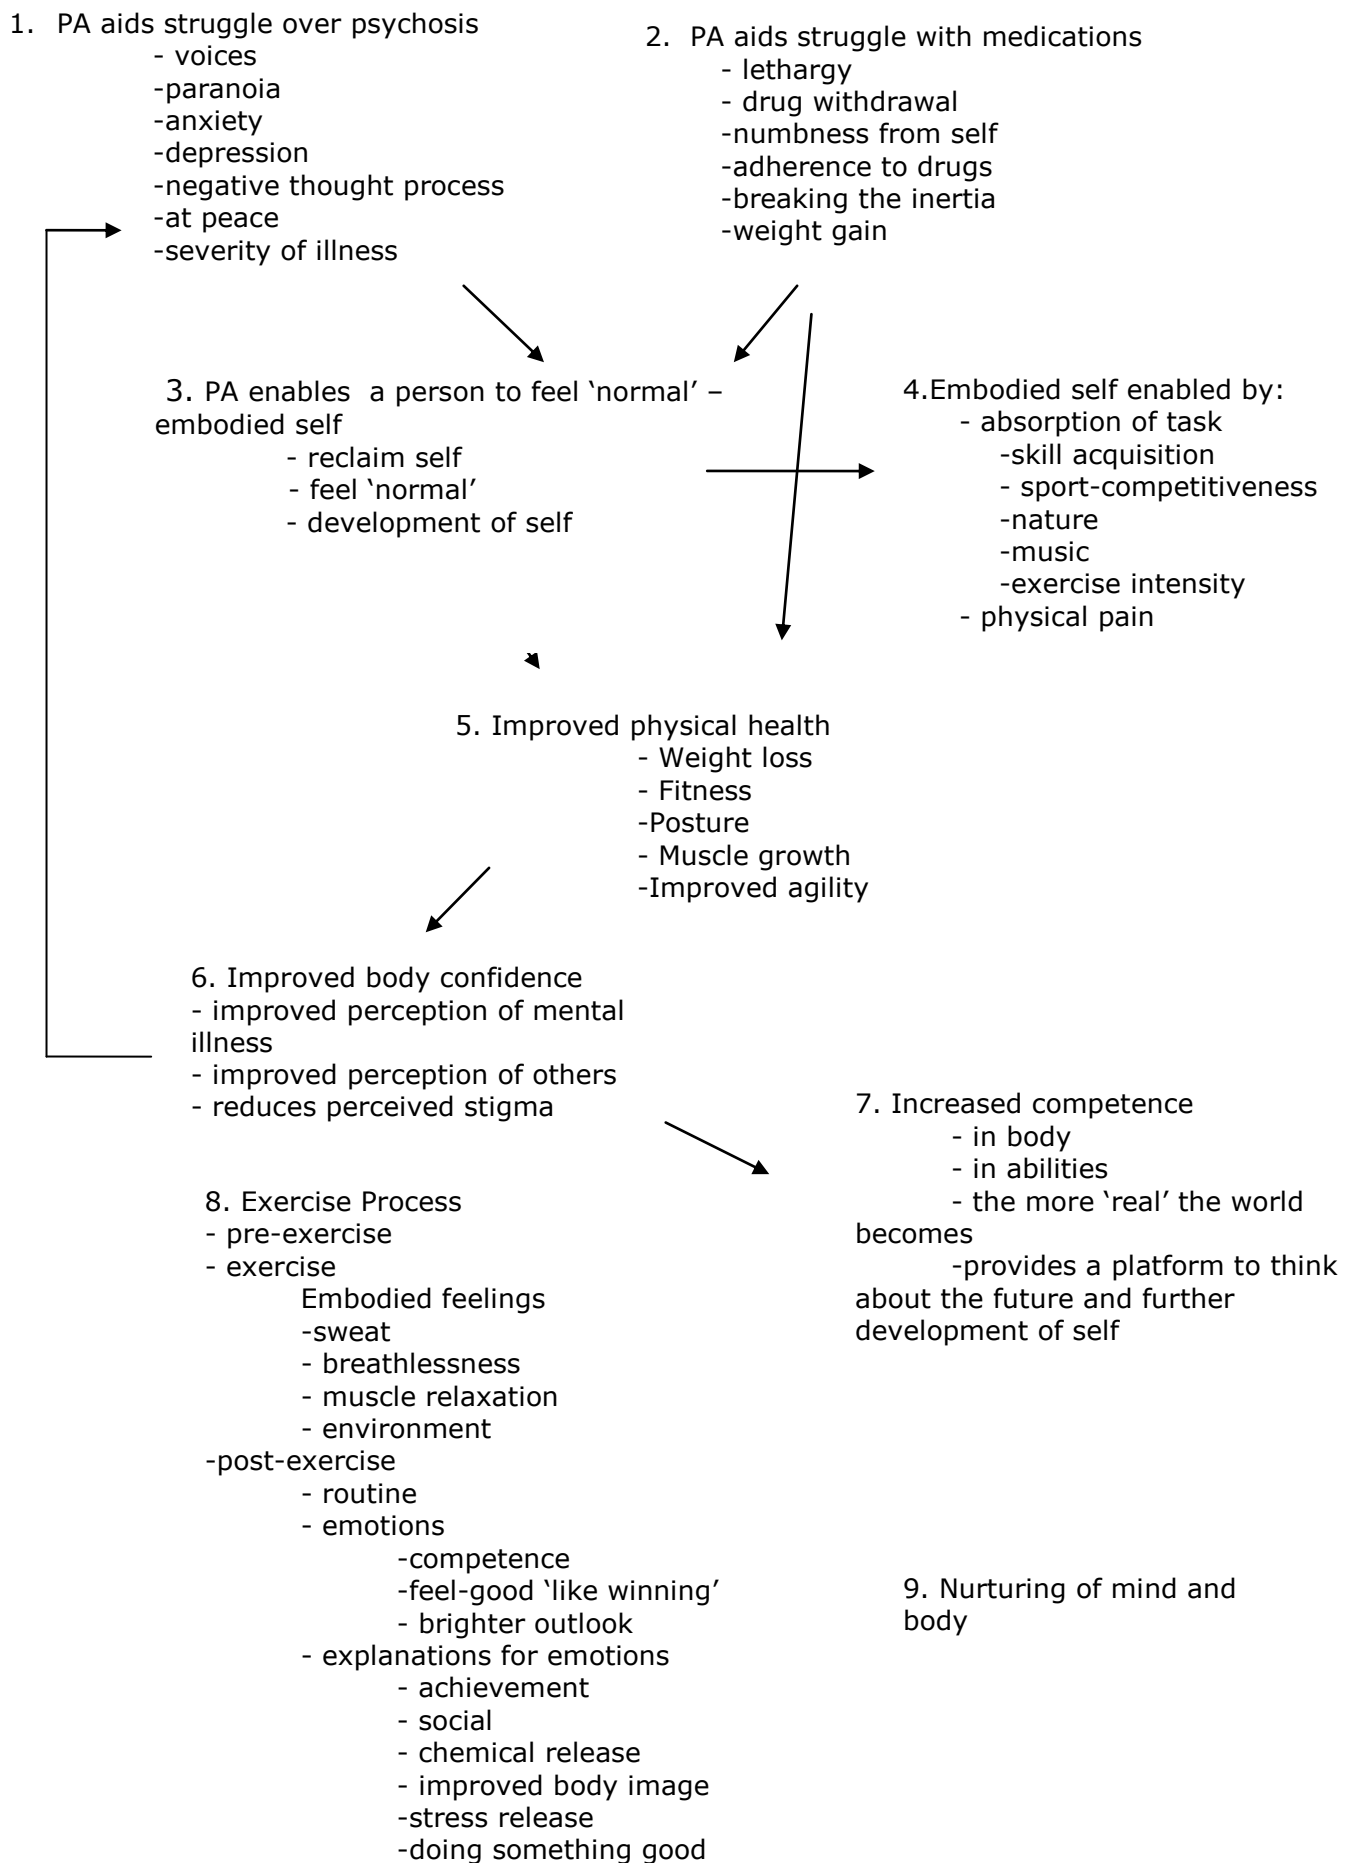 1. PA aids struggle over psychosis
- voices
-paranoia
-anxiety
-depression
-negative thought process
-at peace
-severity of illness
2. PA aids struggle with medications
- lethargy
- drug withdrawal
-numbness from self
-adherence to drugs
-breaking the inertia
-weight gain
3. PA enables a person to feel ‘normal’ –
embodied self
- reclaim self
- feel ‘normal’
- development of self
4.Embodied self enabled by:
- absorption of task
-skill acquisition
- sport-competitiveness
-nature
-music
-exercise intensity
- physical pain
5. Improved physical health
- Weight loss
- Fitness
-Posture
- Muscle growth
-Improved agility
6. Improved body confidence
- improved perception of mental
illness
- improved perception of others
- reduces perceived stigma
7. Increased competence
- in body
- in abilities
- the more ‘real’ the world
becomes
-provides a platform to think
about the future and further
development of self
8. Exercise Process
- pre-exercise
- exercise
Embodied feelings
-sweat
- breathlessness
- muscle relaxation
- environment
-post-exercise
- routine
- emotions
-competence
-feel-good ‘like winning’
- brighter outlook
- explanations for emotions
- achievement
- social
- chemical release
- improved body image
-stress release
-doing something good
9. Nurturing of mind and
body